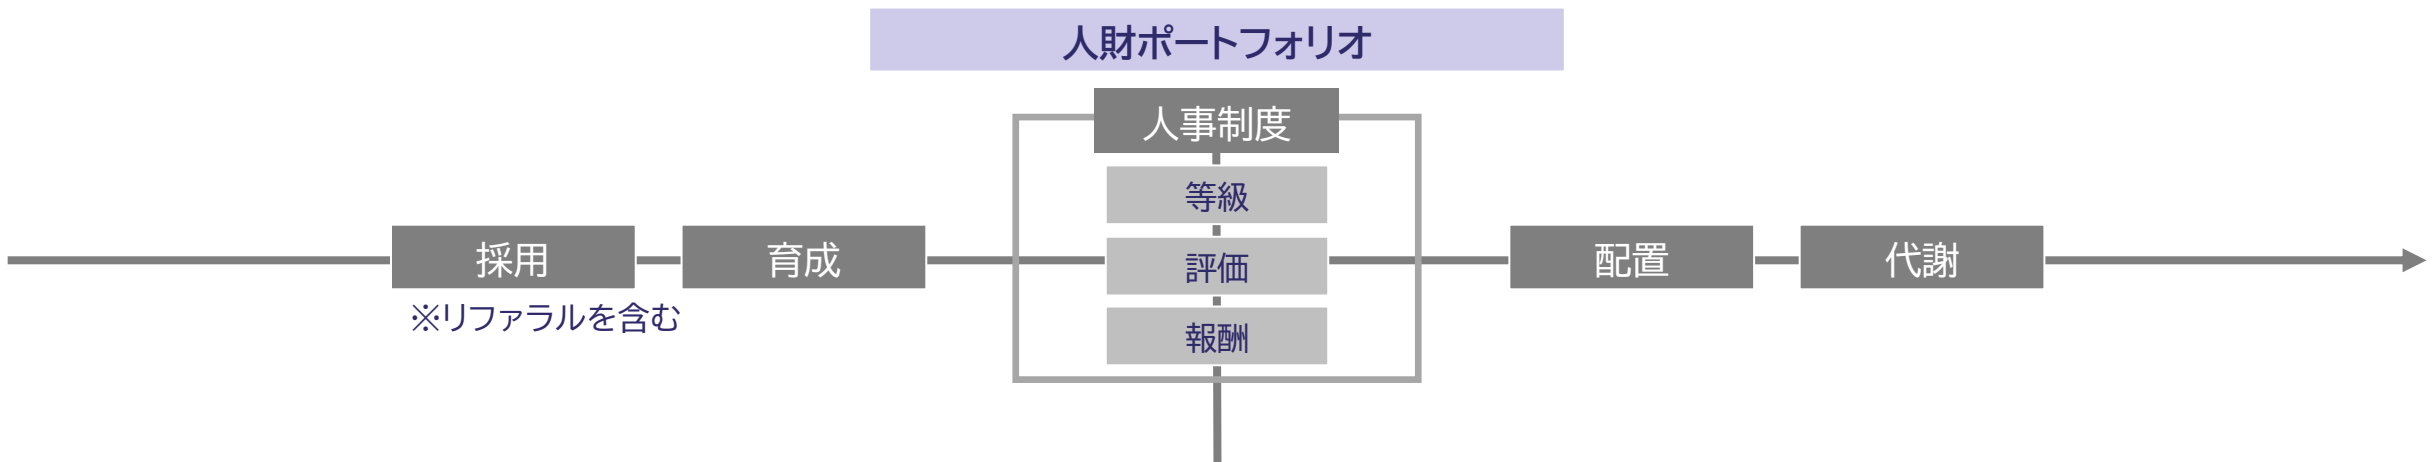 人財ポートフォリオ
人事制度
等級
採用
育成
評価
配置
代謝
※リファラルを含む
報酬